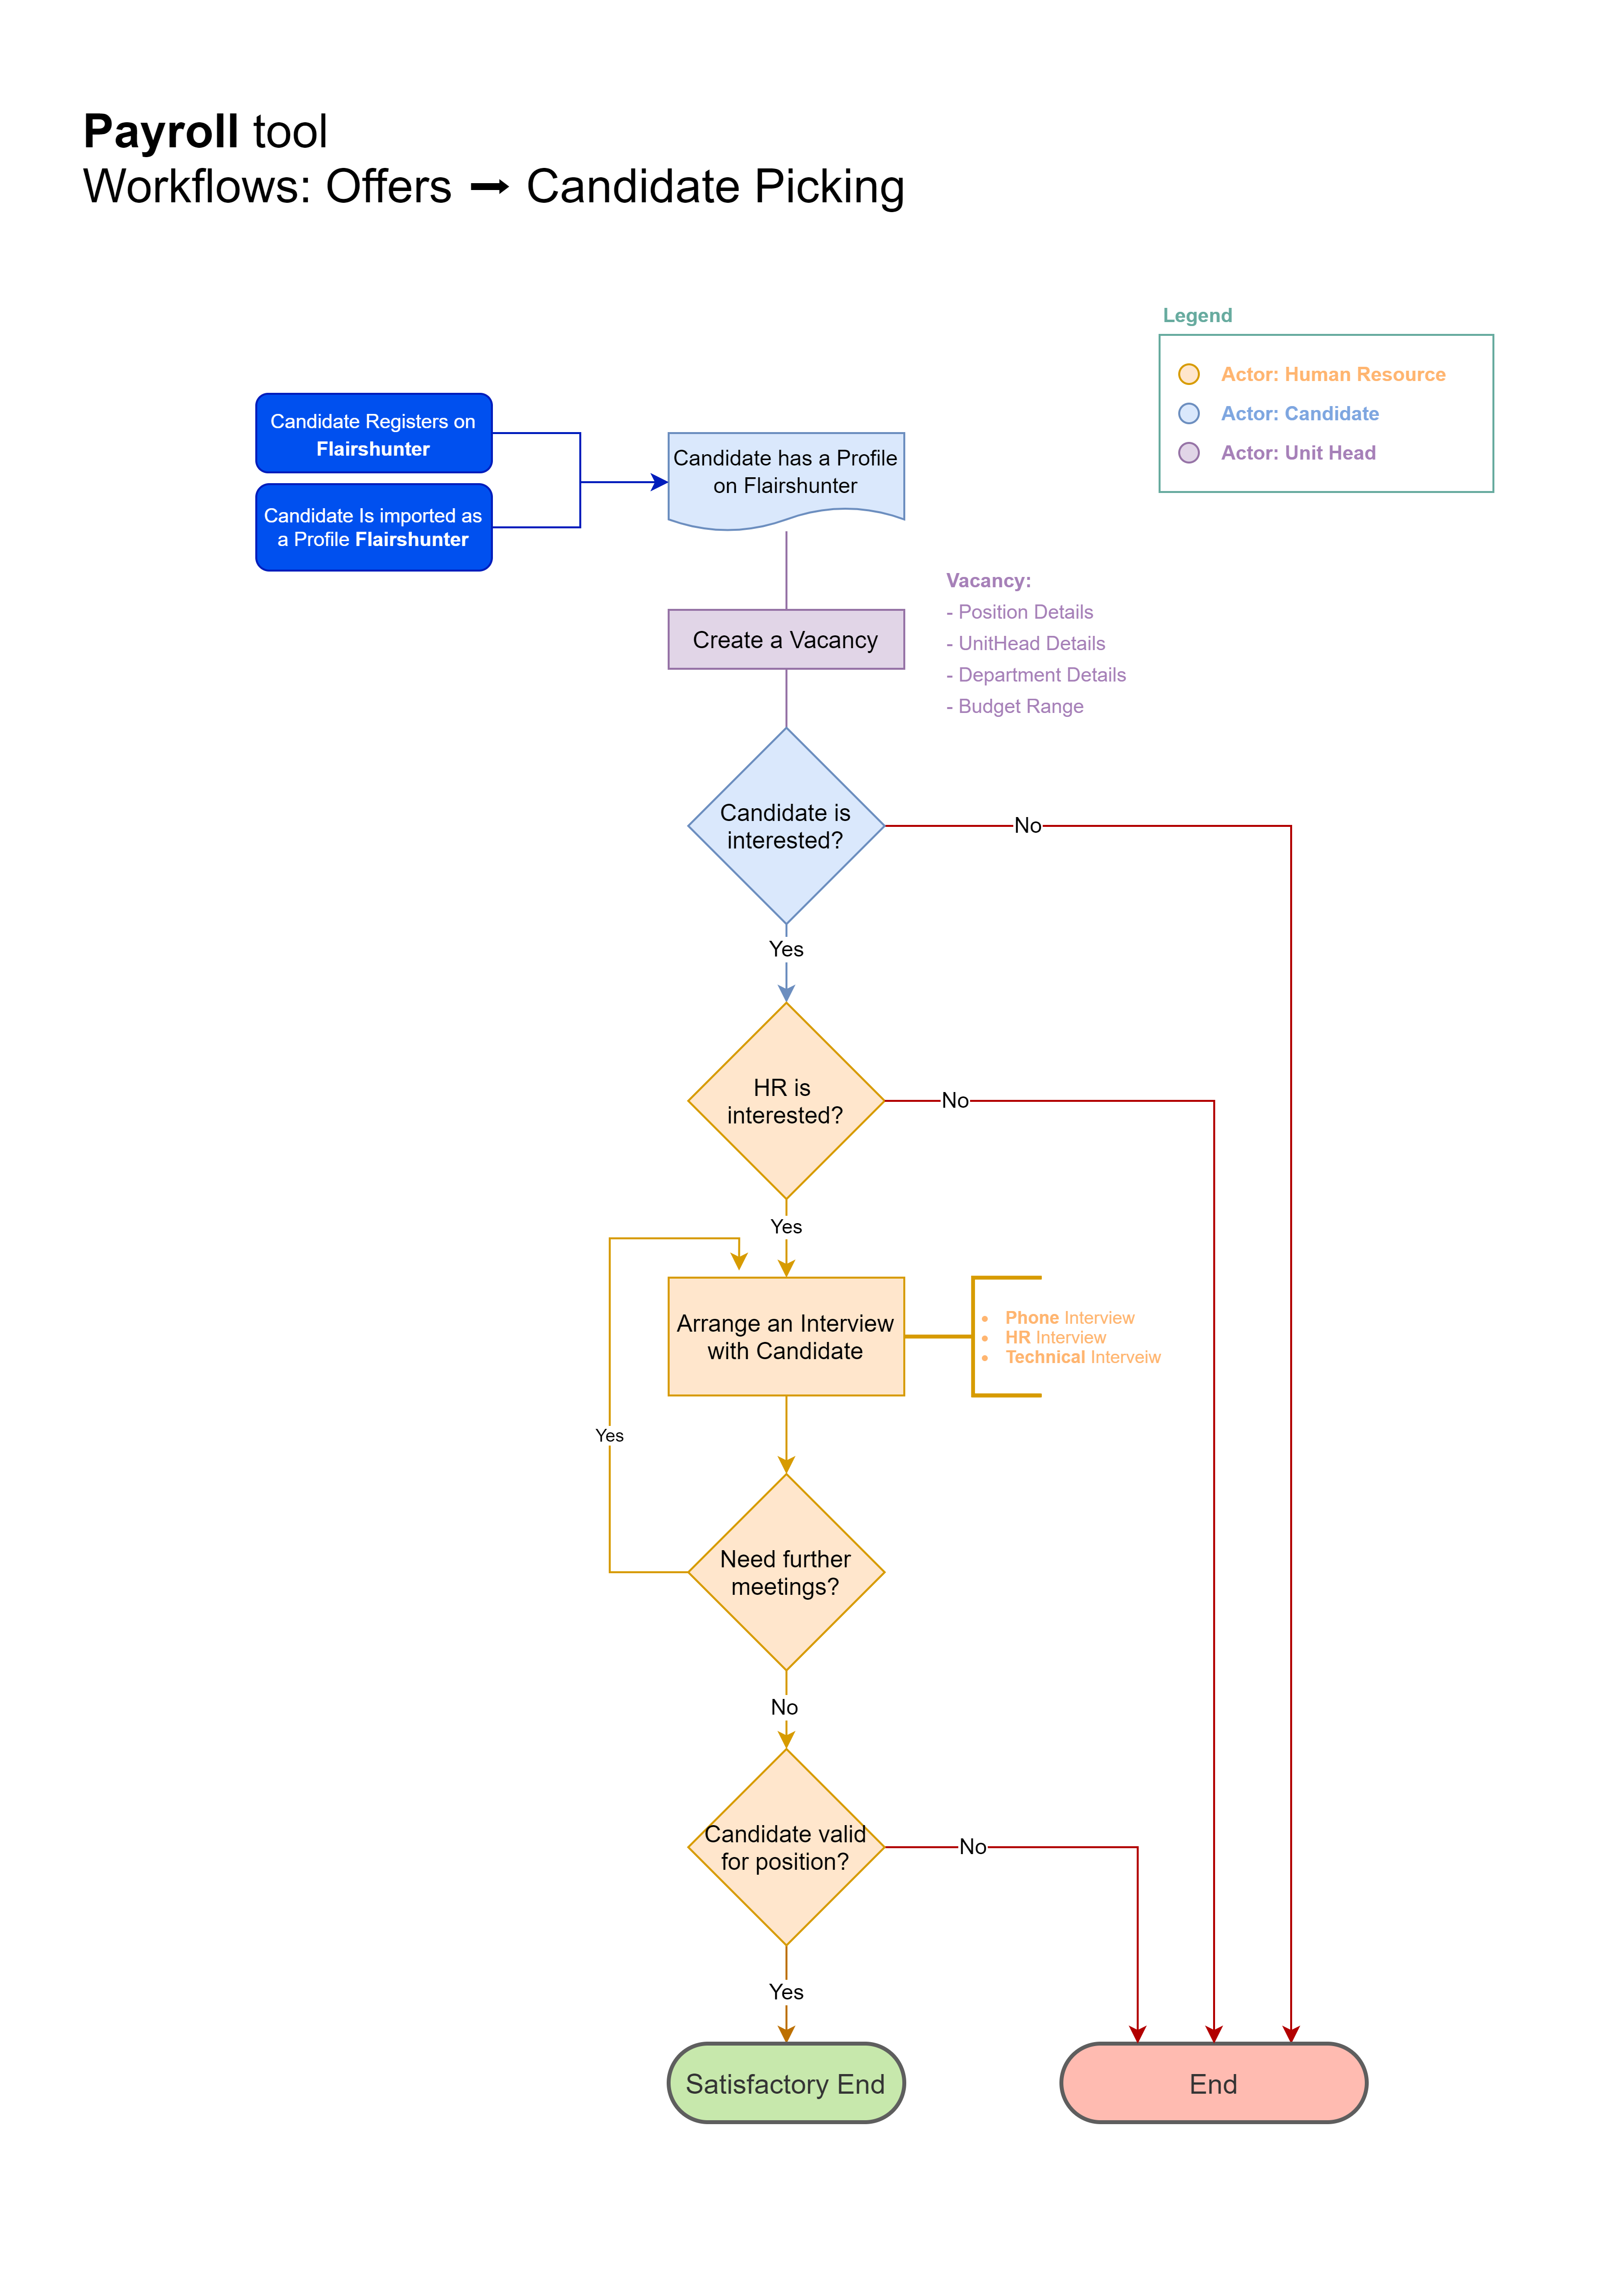 Payroll tool
Workflows: Offers → Candidate Picking
Legend
Actor: Human Resource
Actor: Candidate
Actor: Unit Head
Candidate Registers on
Flairshunter
Candidate Is imported as
a Profile Flairshunter
Candidate has a Profile
on Flairshunter
Create a Vacancy
Vacancy:
- Position Details
- UnitHead Details
- Department Details
- Budget Range
Candidate is
interested?
No
Yes
HR is
interested?
No
Yes
Arrange an Interview
with Candidate
• Phone Interview
• HR Interview
• Technical Interveiw
Yes
Need further
meetings?
No
Candidate valid
for position?
No
Yes
Satisfactory End
End